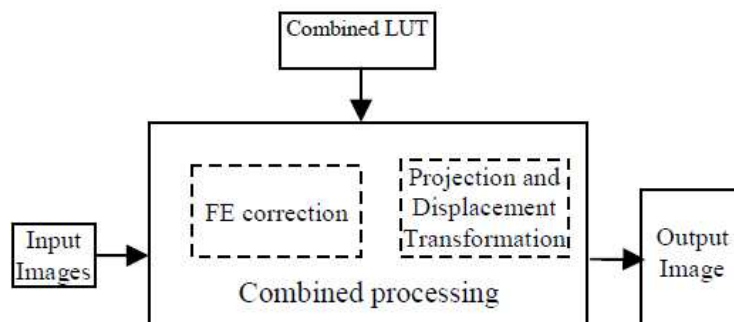 Combined LUT
FE correction
Projection and
Displacement
Transformation
Input
Images
Output
Image
Combined processing